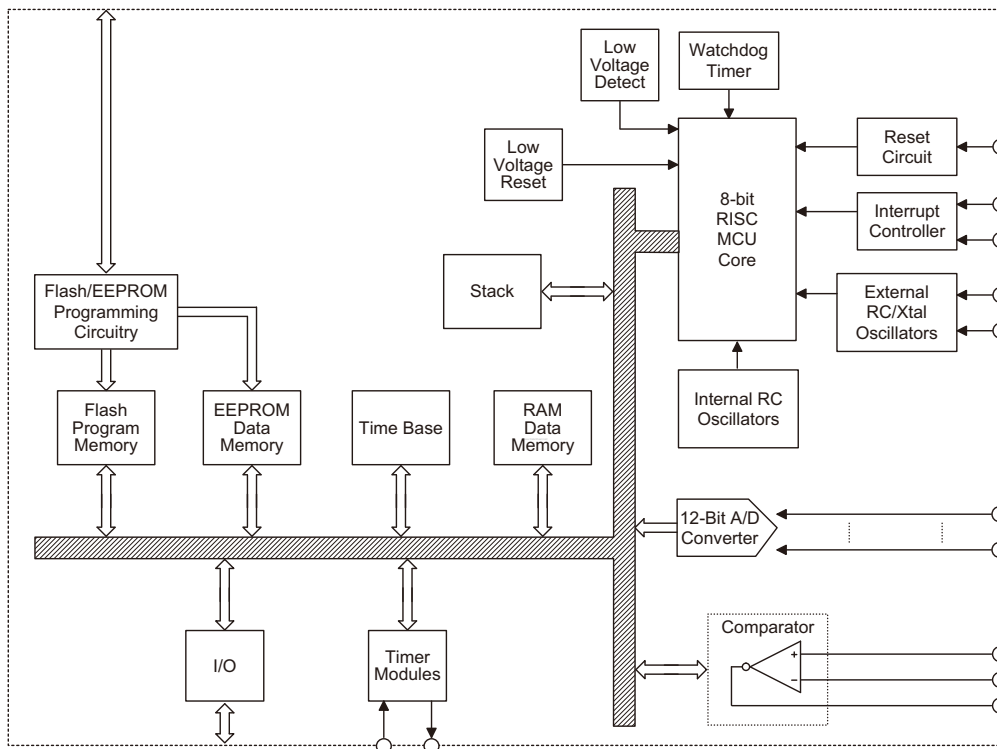 Low
Voltage
Detect
Watchdog
Timer
Low
Voltage
Reset
8-bit
RISC
MCU
Core
Reset
Circuit
Interrupt
Controller
External
RC/Xtal
Oscillators
Internal RC
Oscillators
Stack
Flash/EEPROM
Programming
Circuitry
Flash
Program
Memory
EEPROM
Data
Memory
Time Base
RAM
Data
Memory
12-Bit A/D
Converter
I/O
Timer
Modules
Comparator
+
−